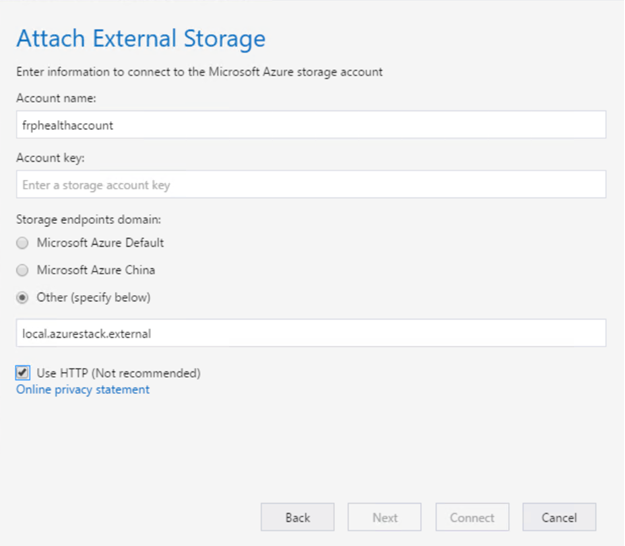 Attach External Storage
Enter information to connect to the Microsoft Azure storage account
Account name:
frphealthaccount
Account key:
Enter a storage account key
Storage endpoints domain:
Microsoft Azure Default
Microsoft Azure China
Other (specify below)
local.azurestack.external
Use HTTP (Not recommended)
Online privacy statement
Back Next Connect Cancel